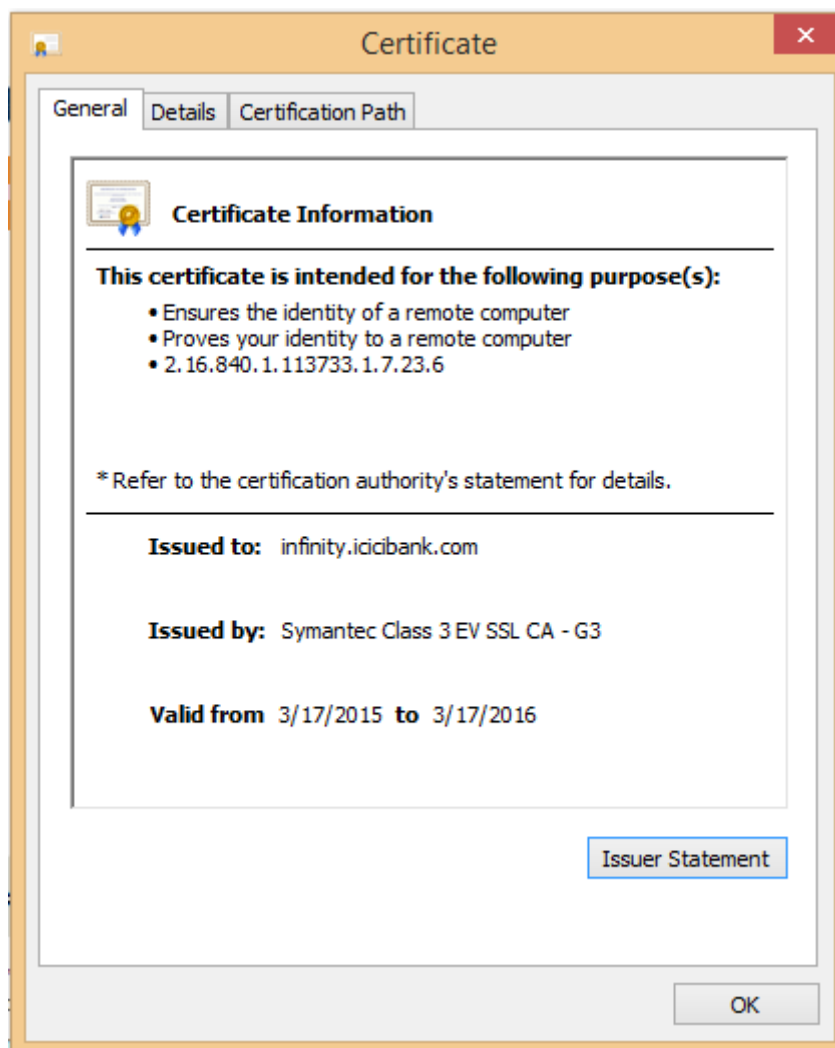 Certificate
General Details Certification Path
Certificate Information
This certificate is intended for the following purpose(s):
• Ensures the identity of a remote computer
• Proves your identity to a remote computer
• 2.16.840.1.113733.1.7.23.6
* Refer to the certification authority's statement for details.
Issued to: infinity.icicibank.com
Issued by: Symantec Class 3 EV SSL CA - G3
Valid from 3/17/2015 to 3/17/2016
Issuer Statement
OK